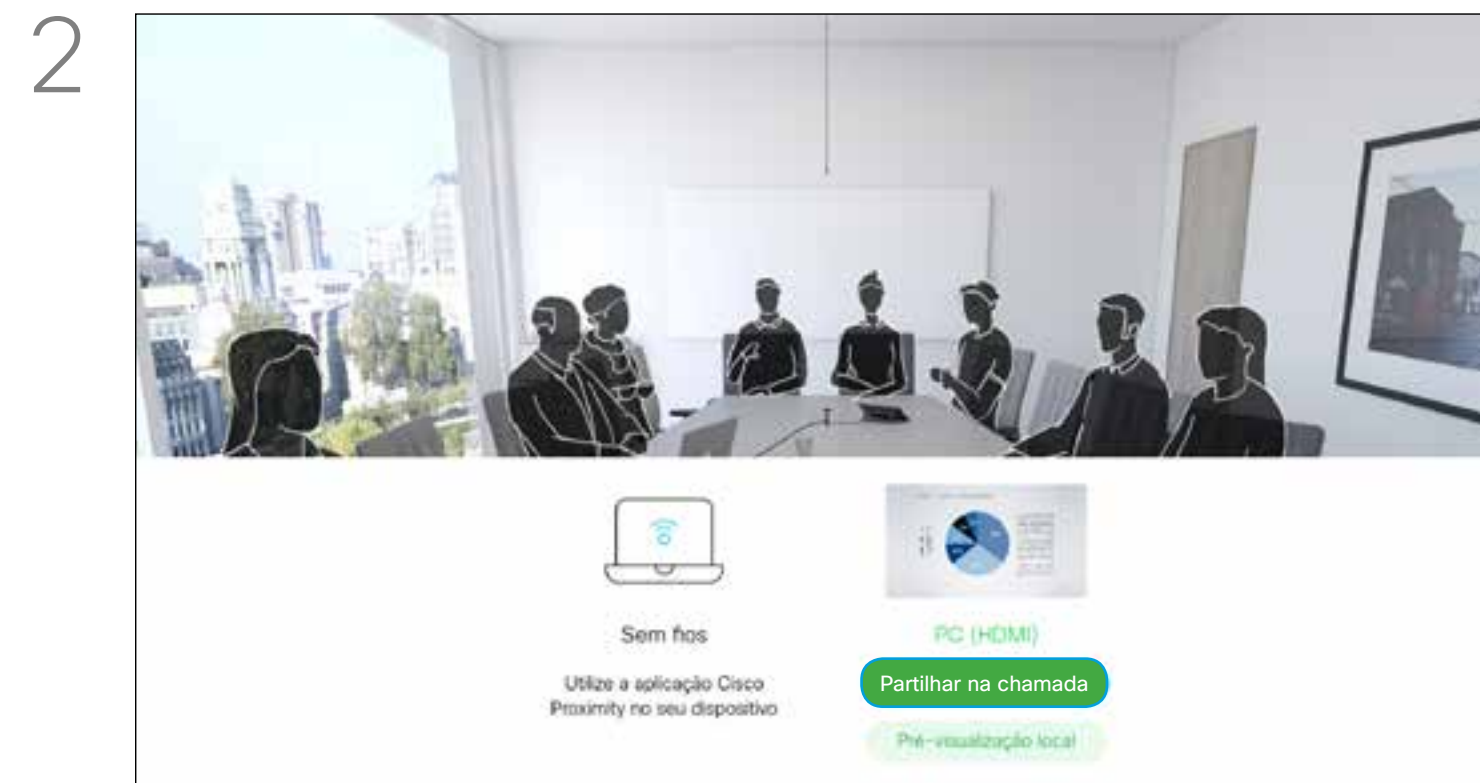 2
Sem fios
PC (HDMI)
Utilize a aplicação Cisco
Proximity no seu dispositivo
Partilhar na chamada
Pré-visualização local